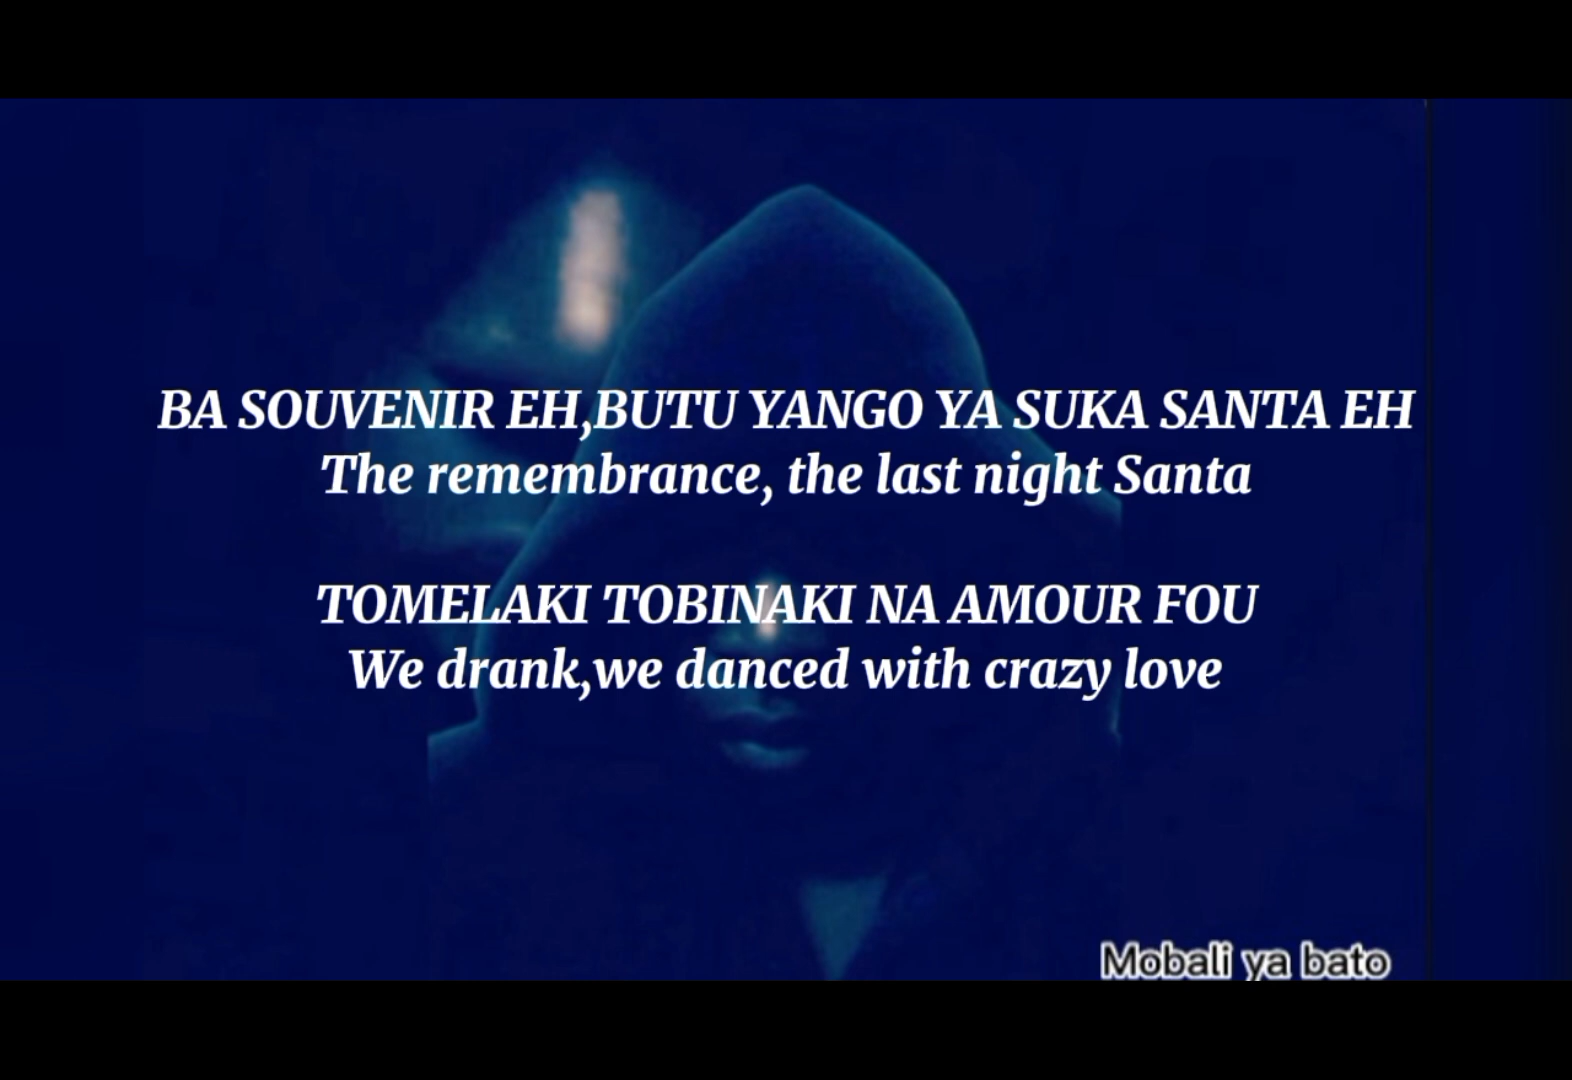 BA SOUVENIR EH,BUTU YANGO YA SUKA SANTA EH
The remembrance, the last night Santa
TOMELAKI TOBINAKI NA AMOUR FOU
We drank,we danced with crazy love
Mobali ya bato